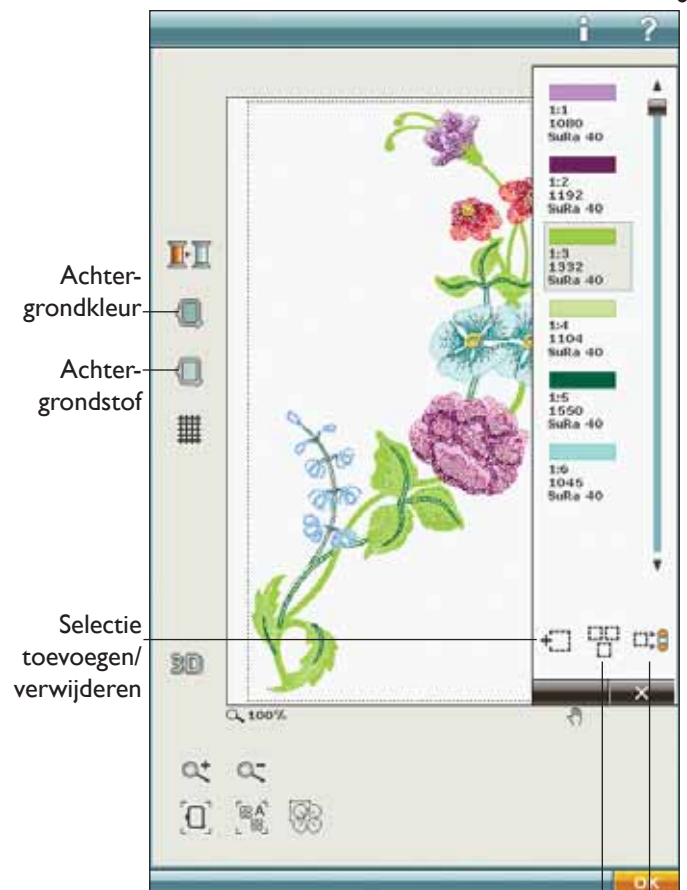 i ?
1:1
1080
SuRa 40
1:2
1192
SuRa 40
1:3
1332
SuRa 40
1:4
1104
SuRa 40
1:5
1550
SuRa 40
1:6
1045
SuRa 40
Achter-
grondkleur
Achter-
grondstof
Selectie
toevoegen/
verwijderen
3D
100%
A
OK